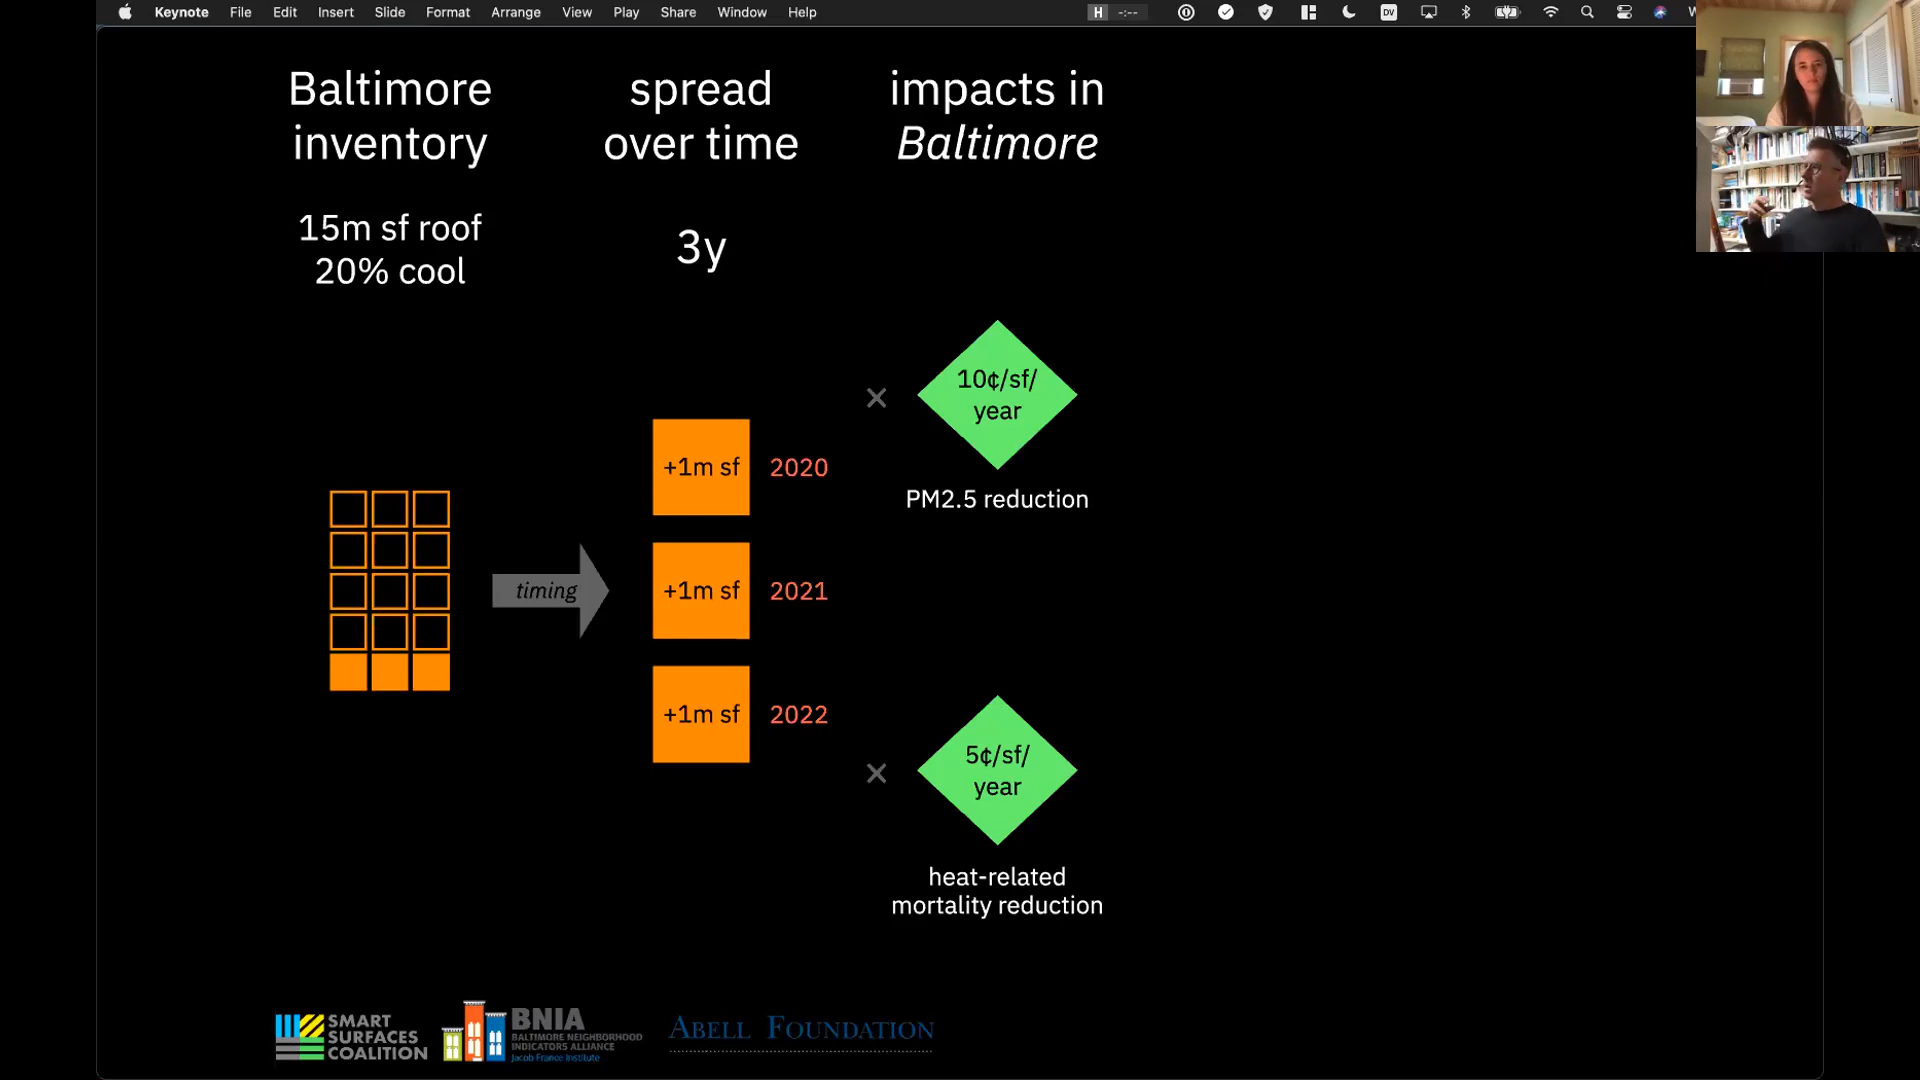 Keynote File Edit Insert Slide Format Arrange View Play Share Window Help
H -:--
DV
Baltimore
inventory
spread
over time
impacts in
Baltimore
15m sf roof
20% cool
3y
10¢/sf/
year
PM2.5 reduction
+1m sf 2020
timing
+1m sf 2021
+1m sf 2022
5¢/sf/
year
heat-related
mortality reduction
SMART
SURFACES
COALITION
BNIA
BALTIMORE NEIGHBORHOOD
INDICATORS ALLIANCE
Jacob France Institute
ABELL FOUNDATION